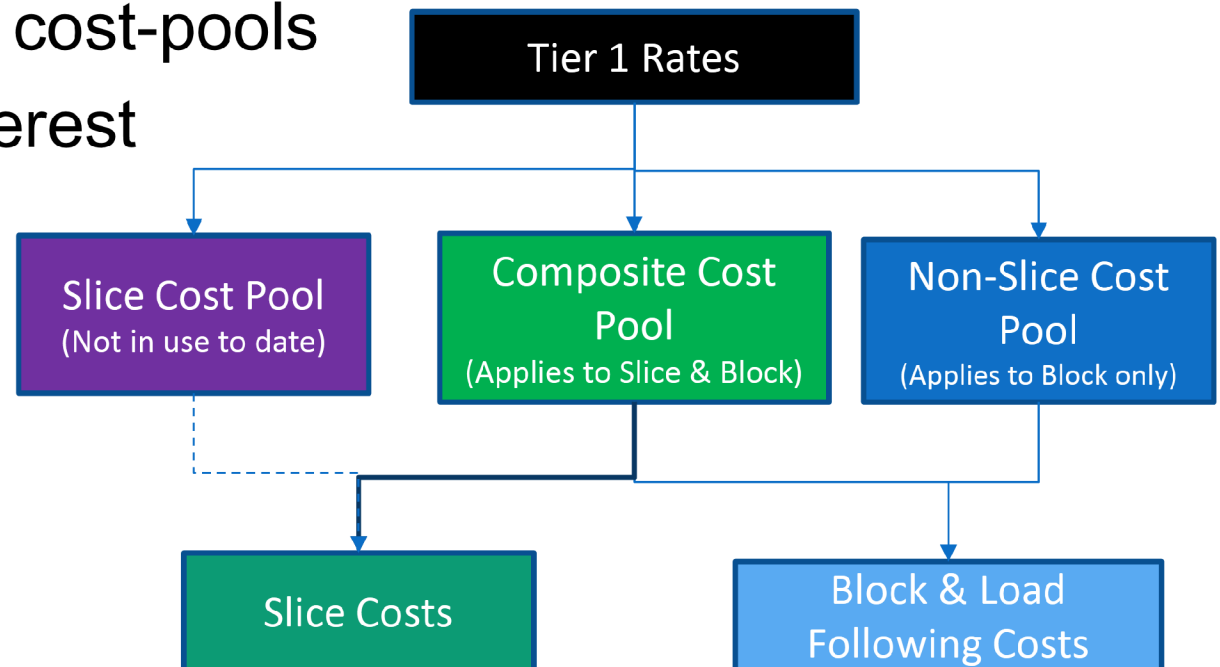 cost-pools
Tier 1 Rates
Slice Cost Pool
(Not in use to date)
Composite Cost
Pool
(Applies to Slice & Block)
Non-Slice Cost
Pool
(Applies to Block only)
Slice Costs
Block & Load
Following Costs